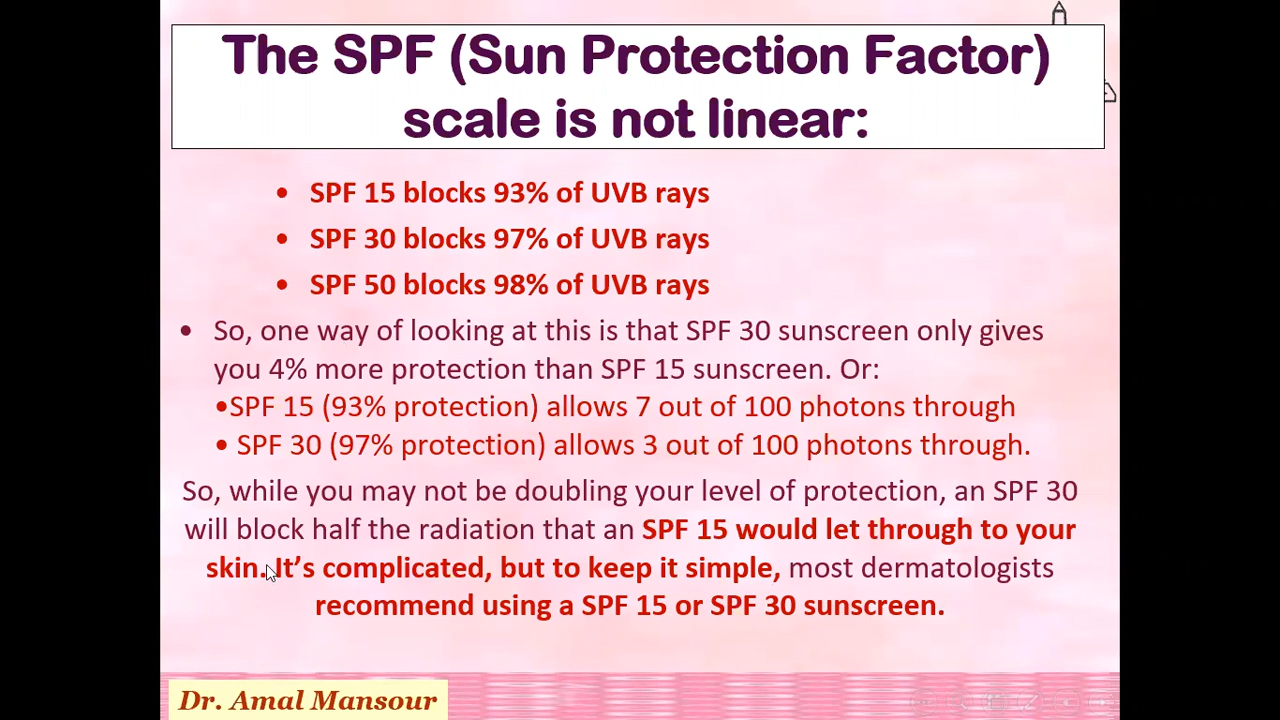 The SPF (Sun Protection Factor)
scale is not linear:
• SPF 15 blocks 93% of UVB rays
• SPF 30 blocks 97% of UVB rays
• SPF 50 blocks 98% of UVB rays
• So, one way of looking at this is that SPF 30 sunscreen only gives
you 4% more protection than SPF 15 sunscreen. Or:
•SPF 15 (93% protection) allows 7 out of 100 photons through
• SPF 30 (97% protection) allows 3 out of 100 photons through.
So, while you may not be doubling your level of protection, an SPF 30
will block half the radiation that an SPF 15 would let through to your
skin. It’s complicated, but to keep it simple, most dermatologists
recommend using a SPF 15 or SPF 30 sunscreen.
Dr. Amal Mansour